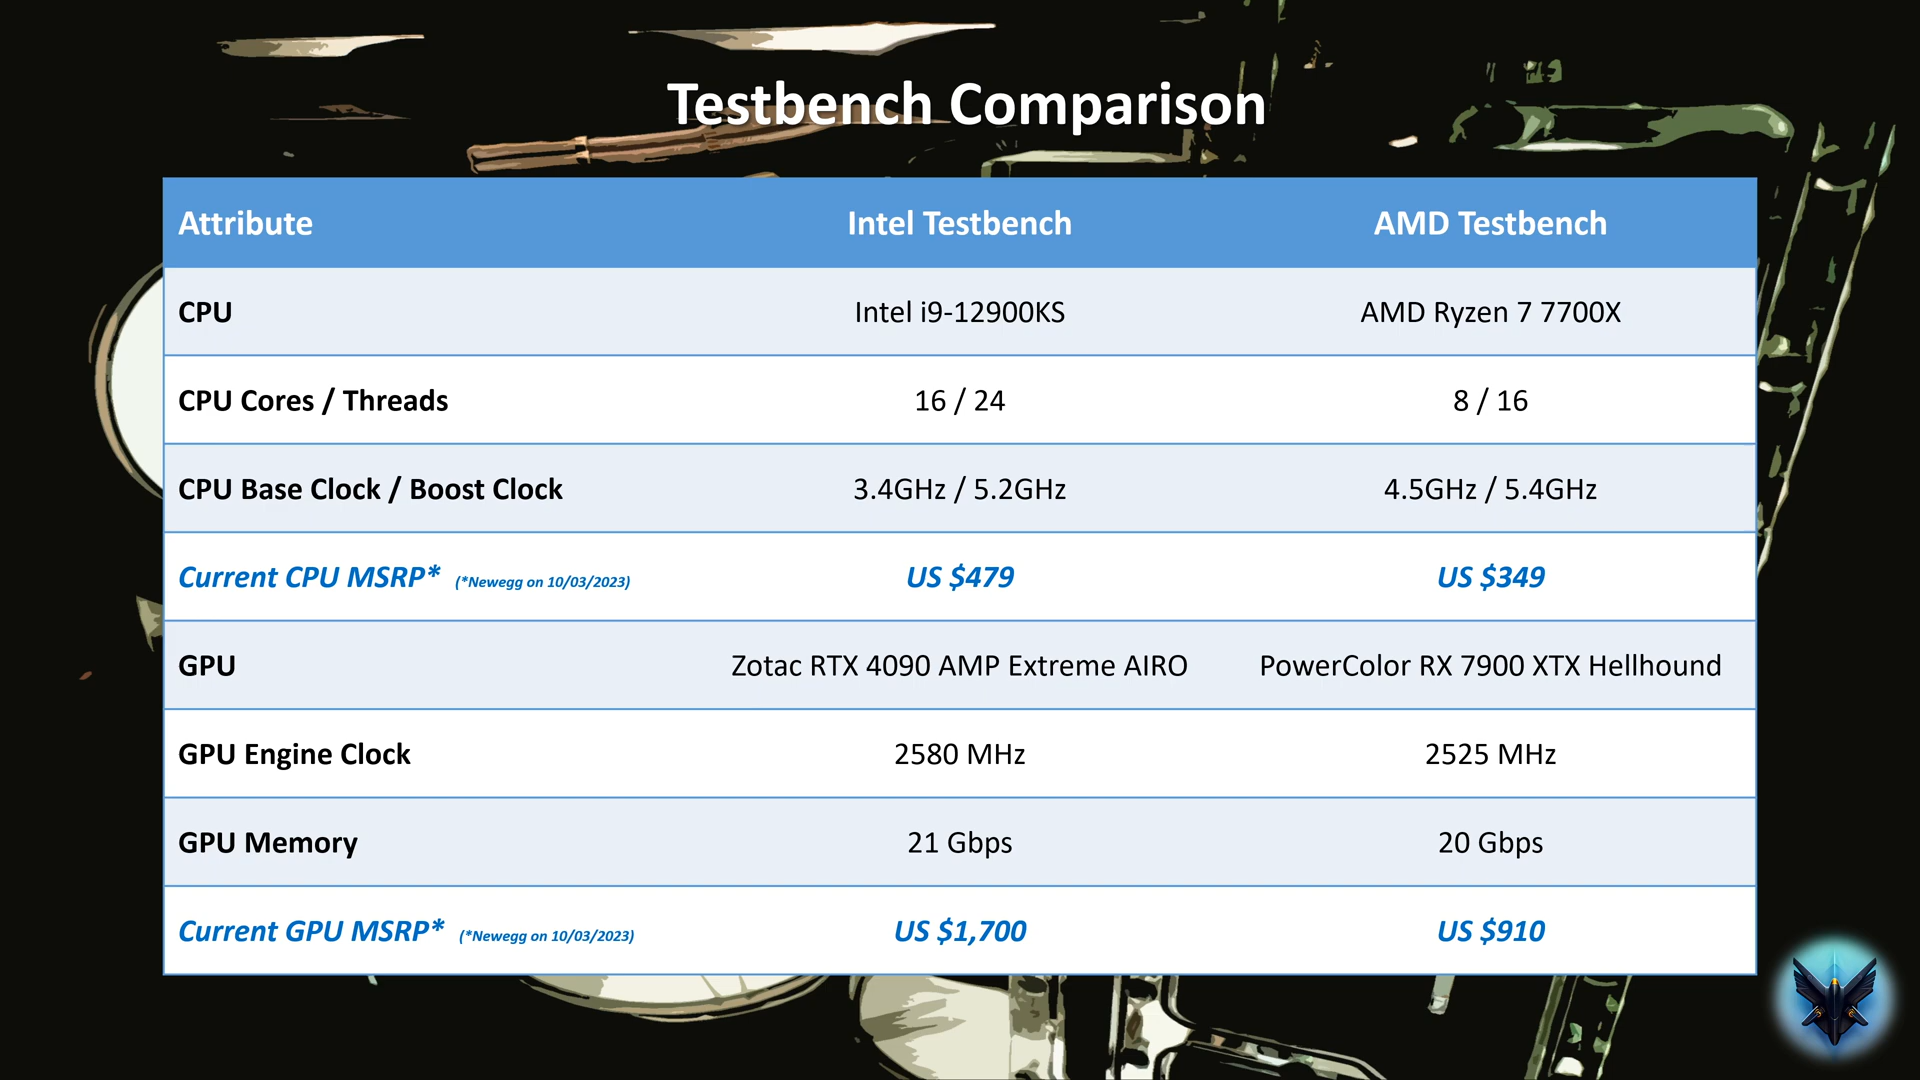 Testbench Comparison
Attribute Intel Testbench AMD Testbench
CPU Intel i9-12900KS AMD Ryzen 7 7700X
CPU Cores / Threads 16 / 24 8 / 16
CPU Base Clock / Boost Clock 3.4GHz / 5.2GHz 4.5GHz / 5.4GHz
Current CPU MSRP* (*Newegg on 10/03/2023) US $479 US $349
GPU Zotac RTX 4090 AMP Extreme AIRO PowerColor RX 7900 XTX Hellhound
GPU Engine Clock 2580 MHz 2525 MHz
GPU Memory 21 Gbps 20 Gbps
Current GPU MSRP* (*Newegg on 10/03/2023) US $1,700 US $910